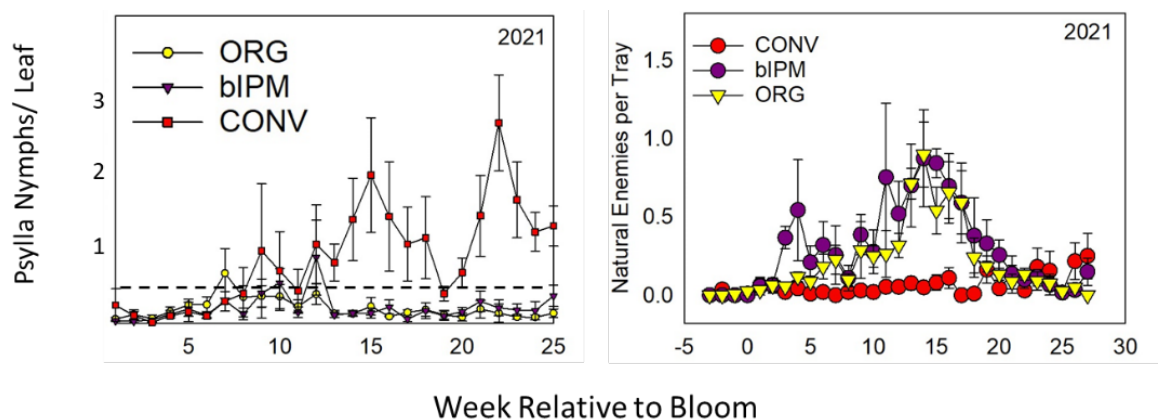 Psylla Nymphs/ Leaf
3
2
1
2021
ORG
bIPM
CONV
5
10
15
20
25
Natural Enemies per Tray
1.5
1.0
0.5
0.0
2021
CONV
bIPM
ORG
-5
0
5
10
15
20
25
30
Week Relative to Bloom